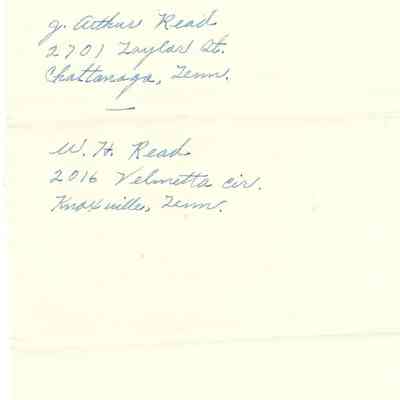 J. Arthur Read
2701 Taylor St.
Chattanooga, Tenn.
W. H. Read
2016 Velmetta Cir.
Knoxville, Tenn.